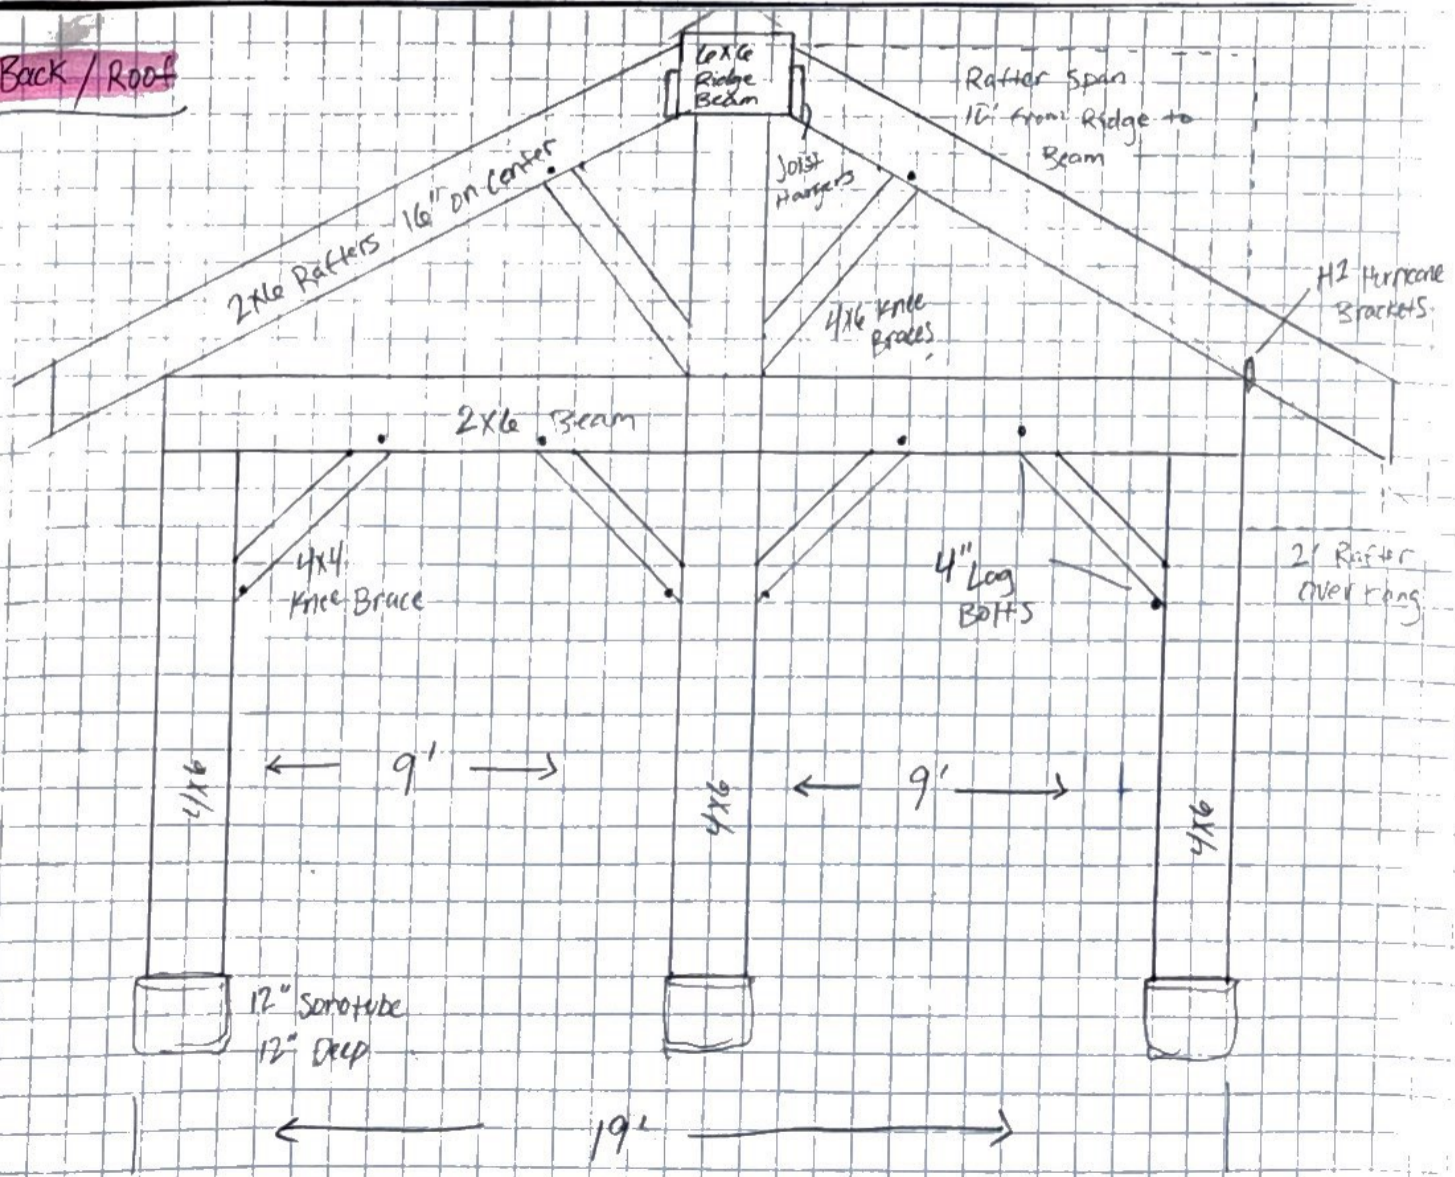 Back / Roof
6x6
Ridge
Beam
Rafter Span
from Ridge to
Beam
Joist
Hangers
2x6 Rafters 16" on center
H1 Hurricane
Brackets
4x6 Knee
Braces
2x6 Beam
4x4
Knee Brace
4" Lag
Bolts
2' Rafter
Overhang
9'
9'
4x6
4x6
4x6
12" Sonotube
12" Deep
19'